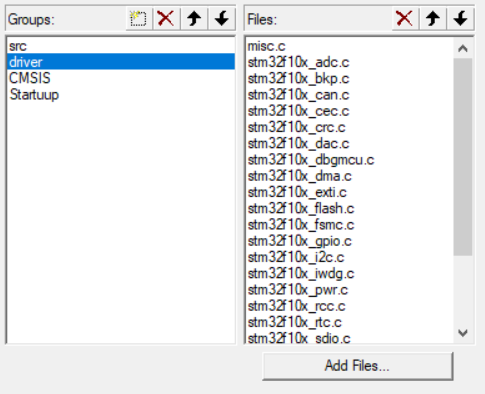 Groups:
src
driver
CMSIS
Startuup
Files:
misc.c
stm32f10x_adc.c
stm32f10x_bkp.c
stm32f10x_can.c
stm32f10x_cec.c
stm32f10x_crc.c
stm32f10x_dac.c
stm32f10x_dbgmcu.c
stm32f10x_dma.c
stm32f10x_exti.c
stm32f10x_flash.c
stm32f10x_fsmc.c
stm32f10x_gpio.c
stm32f10x_i2c.c
stm32f10x_iwdg.c
stm32f10x_pwr.c
stm32f10x_rcc.c
stm32f10x_rtc.c
stm32f10x_sdio.c
Add Files...